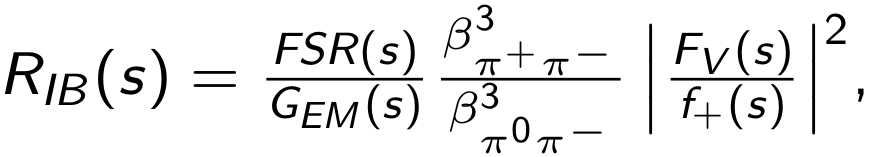 $R_{IB}(s) = \frac{FSR(s)}{G_{EM}(s)} \frac{\beta^3_{\pi^+\pi^-}}{\beta^3_{\pi^0\pi^-}} \left| \frac{F_V(s)}{f_+(s)} \right|^2,$